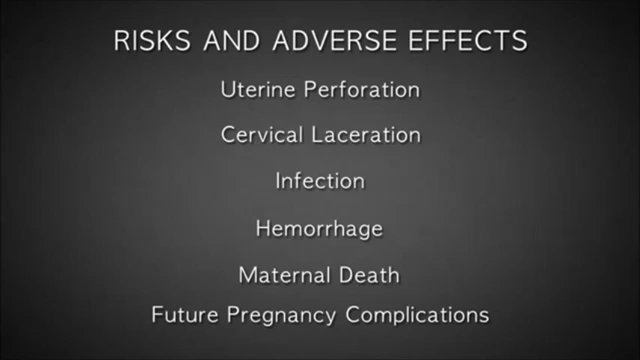 RISKS AND ADVERSE EFFECTS
Uterine Perforation
Cervical Laceration
Infection
Hemorrhage
Maternal Death
Future Pregnancy Complications